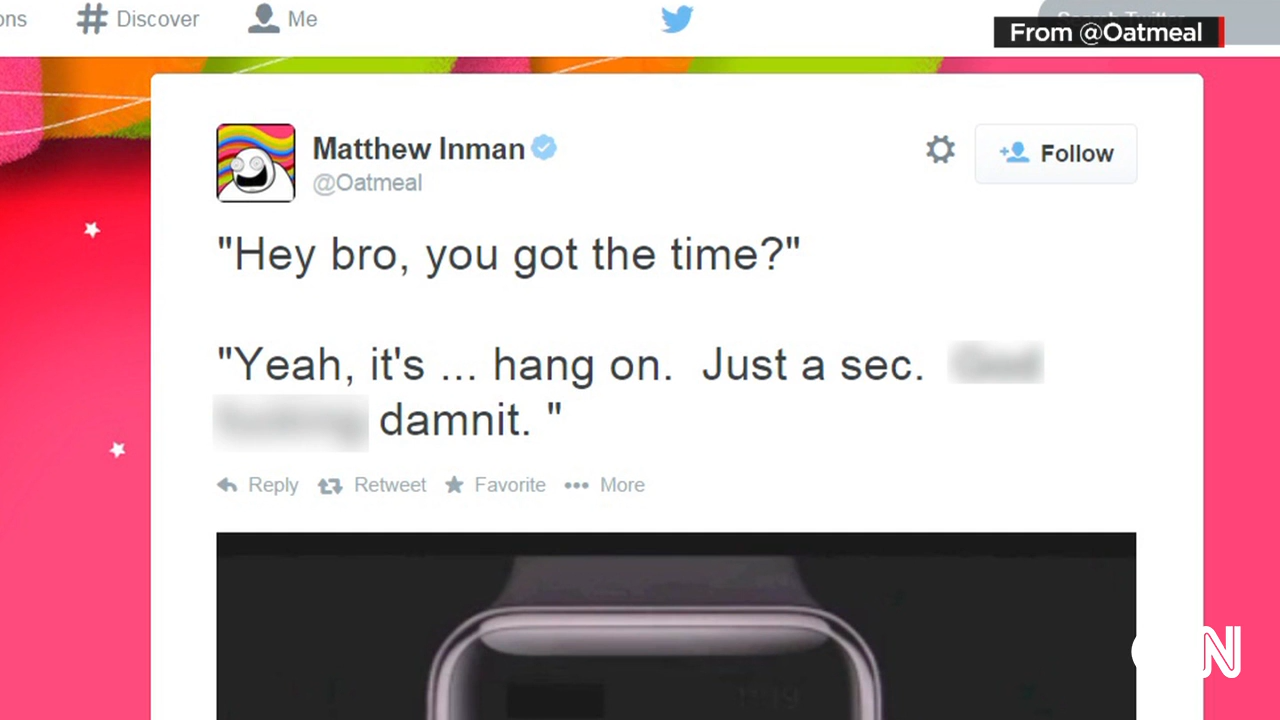 ons # Discover Me
From @Oatmeal
Matthew Inman
@Oatmeal
Follow
"Hey bro, you got the time?"
"Yeah, it's ... hang on. Just a sec.
damnit. "
Reply Retweet Favorite More
CNN